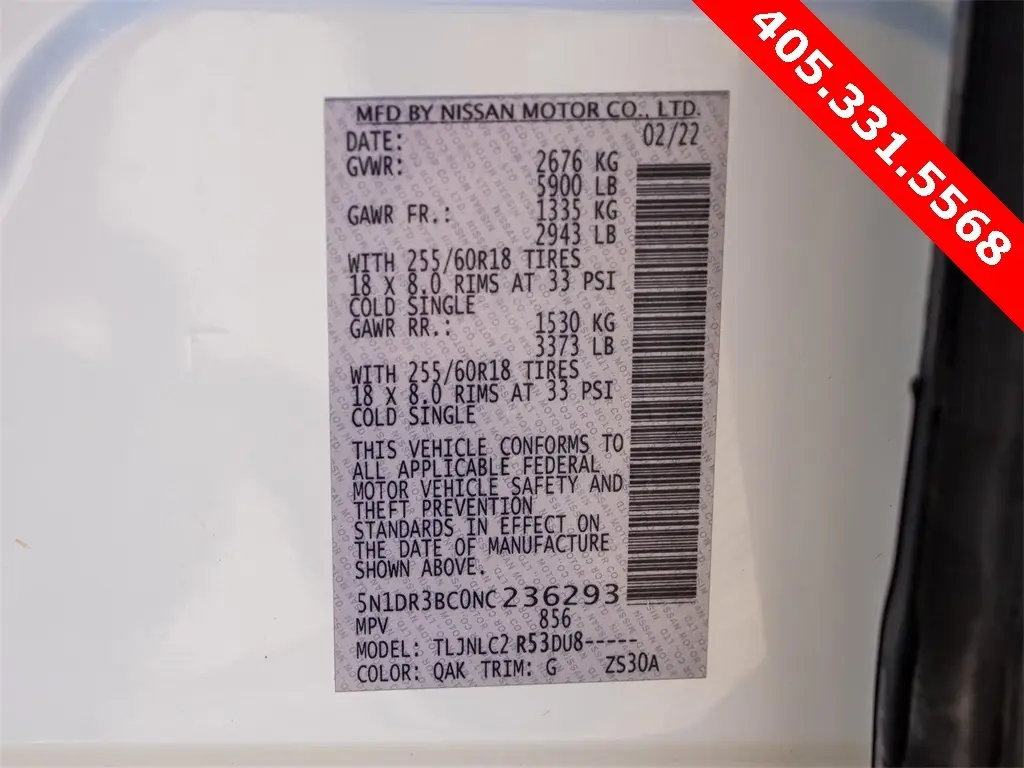 405.331.5568
MFD BY NISSAN MOTOR CO., LTD.
DATE: 02/22
GVWR: 2676 KG
5900 LB
GAWR FR.: 1335 KG
2943 LB
WITH 255/60R18 TIRES
18 X 8.0 RIMS AT 33 PSI
COLD SINGLE
GAWR RR.: 1530 KG
3373 LB
WITH 255/60R18 TIRES
18 X 8.0 RIMS AT 33 PSI
COLD SINGLE
THIS VEHICLE CONFORMS TO
ALL APPLICABLE FEDERAL
MOTOR VEHICLE SAFETY AND
THEFT PREVENTION
STANDARDS IN EFFECT ON
THE DATE OF MANUFACTURE
SHOWN ABOVE.
5N1DR3BC0NC236293
MPV 856
MODEL: TLJNLC2 R53DU8-----
COLOR: QAK TRIM: G ZS30A